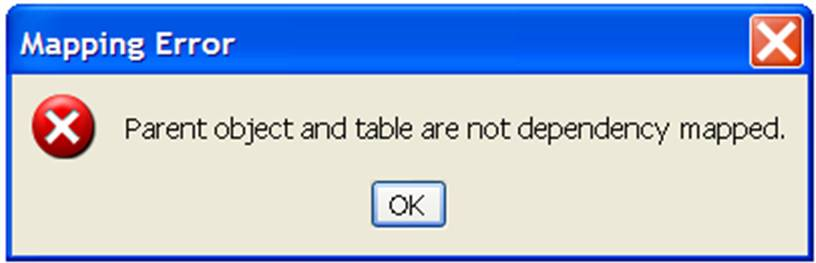 Mapping Error
Parent object and table are not dependency mapped.
OK